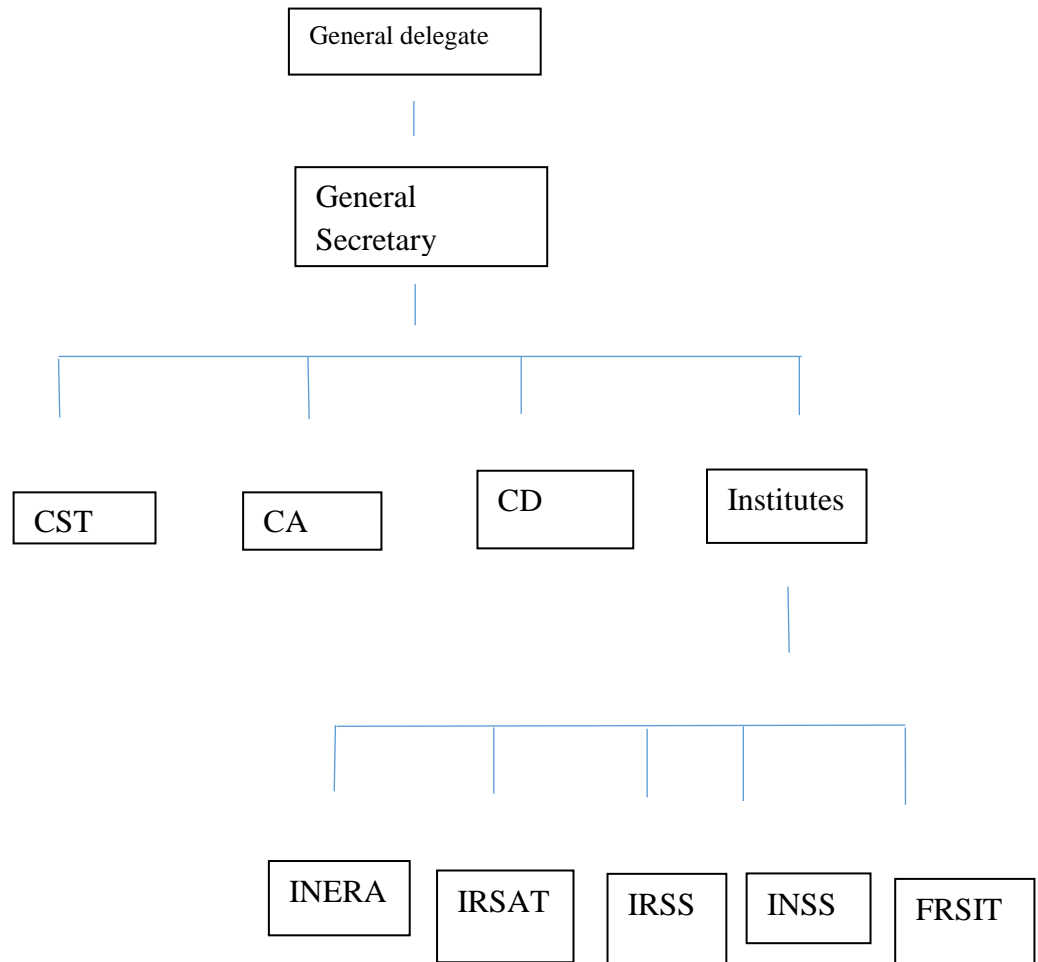 General delegate
General
Secretary
CST
CA
CD
Institutes
INERA
IRSAT
IRSS
INSS
FRSIT